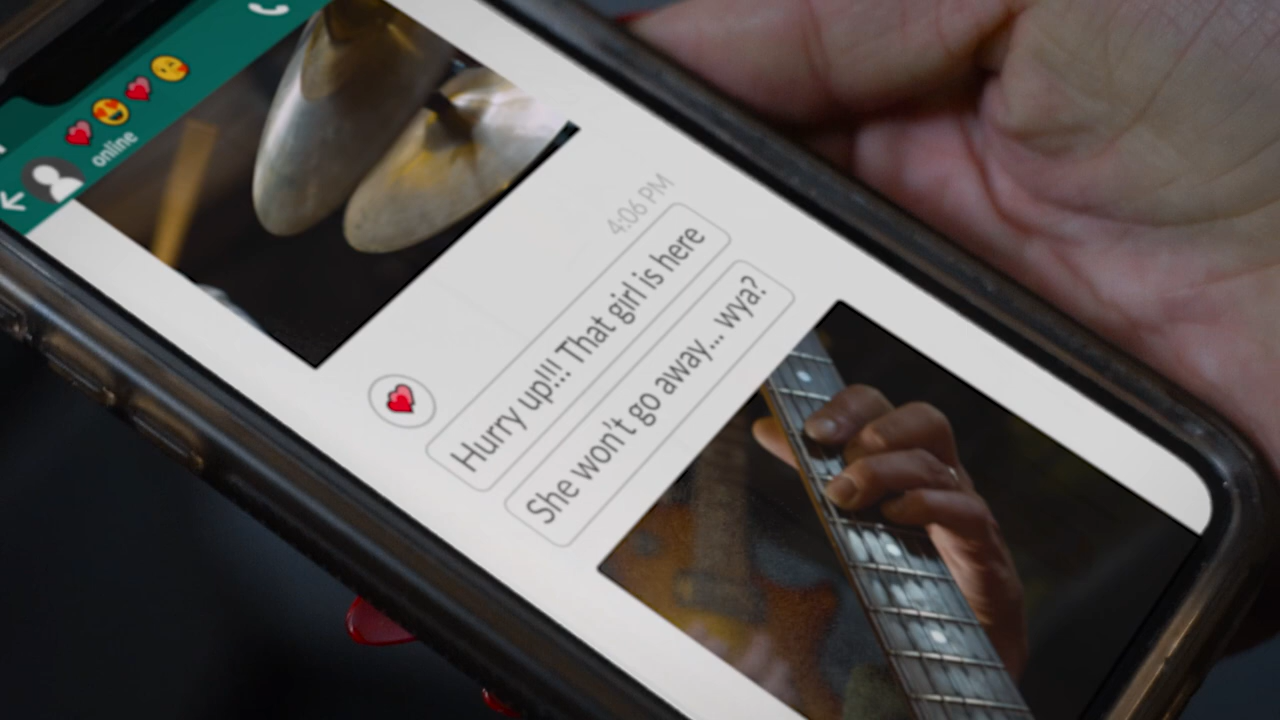 online
4:06 PM
Hurry up!!! That girl is here
She won't go away... wya?